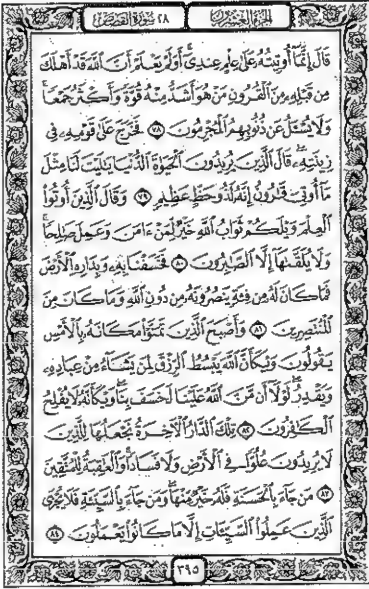 الجزء العشرون ٢٨ سورة القصص
قَالَ إِنَّمَآ أُوتِيتُهُۥ عَلَىٰ عِلْمٍ عِندِىٓ ۚ أَوَلَمْ يَعْلَمْ أَنَّ ٱللَّهَ قَدْ أَهْلَكَ
مِن قَبْلِهِۦ مِنَ ٱلْقُرُونِ مَنْ هُوَ أَشَدُّ مِنْهُ قُوَّةً وَأَكْثَرُ جَمْعًا ۚ
وَلَا يُسْـَٔلُ عَن ذُنُوبِهِمُ ٱلْمُجْرِمُونَ ٧٨ فَخَرَجَ عَلَىٰ قَوْمِهِۦ فِى
زِينَتِهِۦ ۖ قَالَ ٱلَّذِينَ يُرِيدُونَ ٱلْحَيَوٰةَ ٱلدُّنْيَا يَـٰلَيْتَ لَنَا مِثْلَ
مَآ أُوتِىَ قَـٰرُونُ إِنَّهُۥ لَذُو حَظٍّ عَظِيمٍ ٧٩ وَقَالَ ٱلَّذِينَ أُوتُوا۟
ٱلْعِلْمَ وَيْلَكُمْ ثَوَابُ ٱللَّهِ خَيْرٌ لِّمَنْ ءَامَنَ وَعَمِلَ صَـٰلِحًا
وَلَا يُلَقَّىٰهَآ إِلَّا ٱلصَّـٰبِرُونَ ٨٠ فَخَسَفْنَا بِهِۦ وَبِدَارِهِ ٱلْأَرْضَ
فَمَا كَانَ لَهُۥ مِن فِئَةٍ يَنصُرُونَهُۥ مِن دُونِ ٱللَّهِ وَمَا كَانَ مِنَ
ٱلْمُنتَصِرِينَ ٨١ وَأَصْبَحَ ٱلَّذِينَ تَمَنَّوْا۟ مَكَانَهُۥ بِٱلْأَمْسِ
يَقُولُونَ وَيْكَأَنَّ ٱللَّهَ يَبْسُطُ ٱلرِّزْقَ لِمَن يَشَآءُ مِنْ عِبَادِهِۦ
وَيَقْدِرُ ۖ لَوْلَآ أَن مَّنَّ ٱللَّهُ عَلَيْنَا لَخَسَفَ بِنَا ۖ وَيْكَأَنَّهُۥ لَا يُفْلِحُ
ٱلْكَـٰفِرُونَ ٨٢ تِلْكَ ٱلدَّارُ ٱلْـَٔاخِرَةُ نَجْعَلُهَا لِلَّذِينَ
لَا يُرِيدُونَ عُلُوًّا فِى ٱلْأَرْضِ وَلَا فَسَادًا ۚ وَٱلْعَـٰقِبَةُ لِلْمُتَّقِينَ
٨٣ مَن جَآءَ بِٱلْحَسَنَةِ فَلَهُۥ خَيْرٌ مِّنْهَا ۖ وَمَن جَآءَ بِٱلسَّيِّئَةِ فَلَا يُجْزَى
ٱلَّذِينَ عَمِلُوا۟ ٱلسَّيِّـَٔاتِ إِلَّا مَا كَانُوا۟ يَعْمَلُونَ ٨٤
٣٩٥